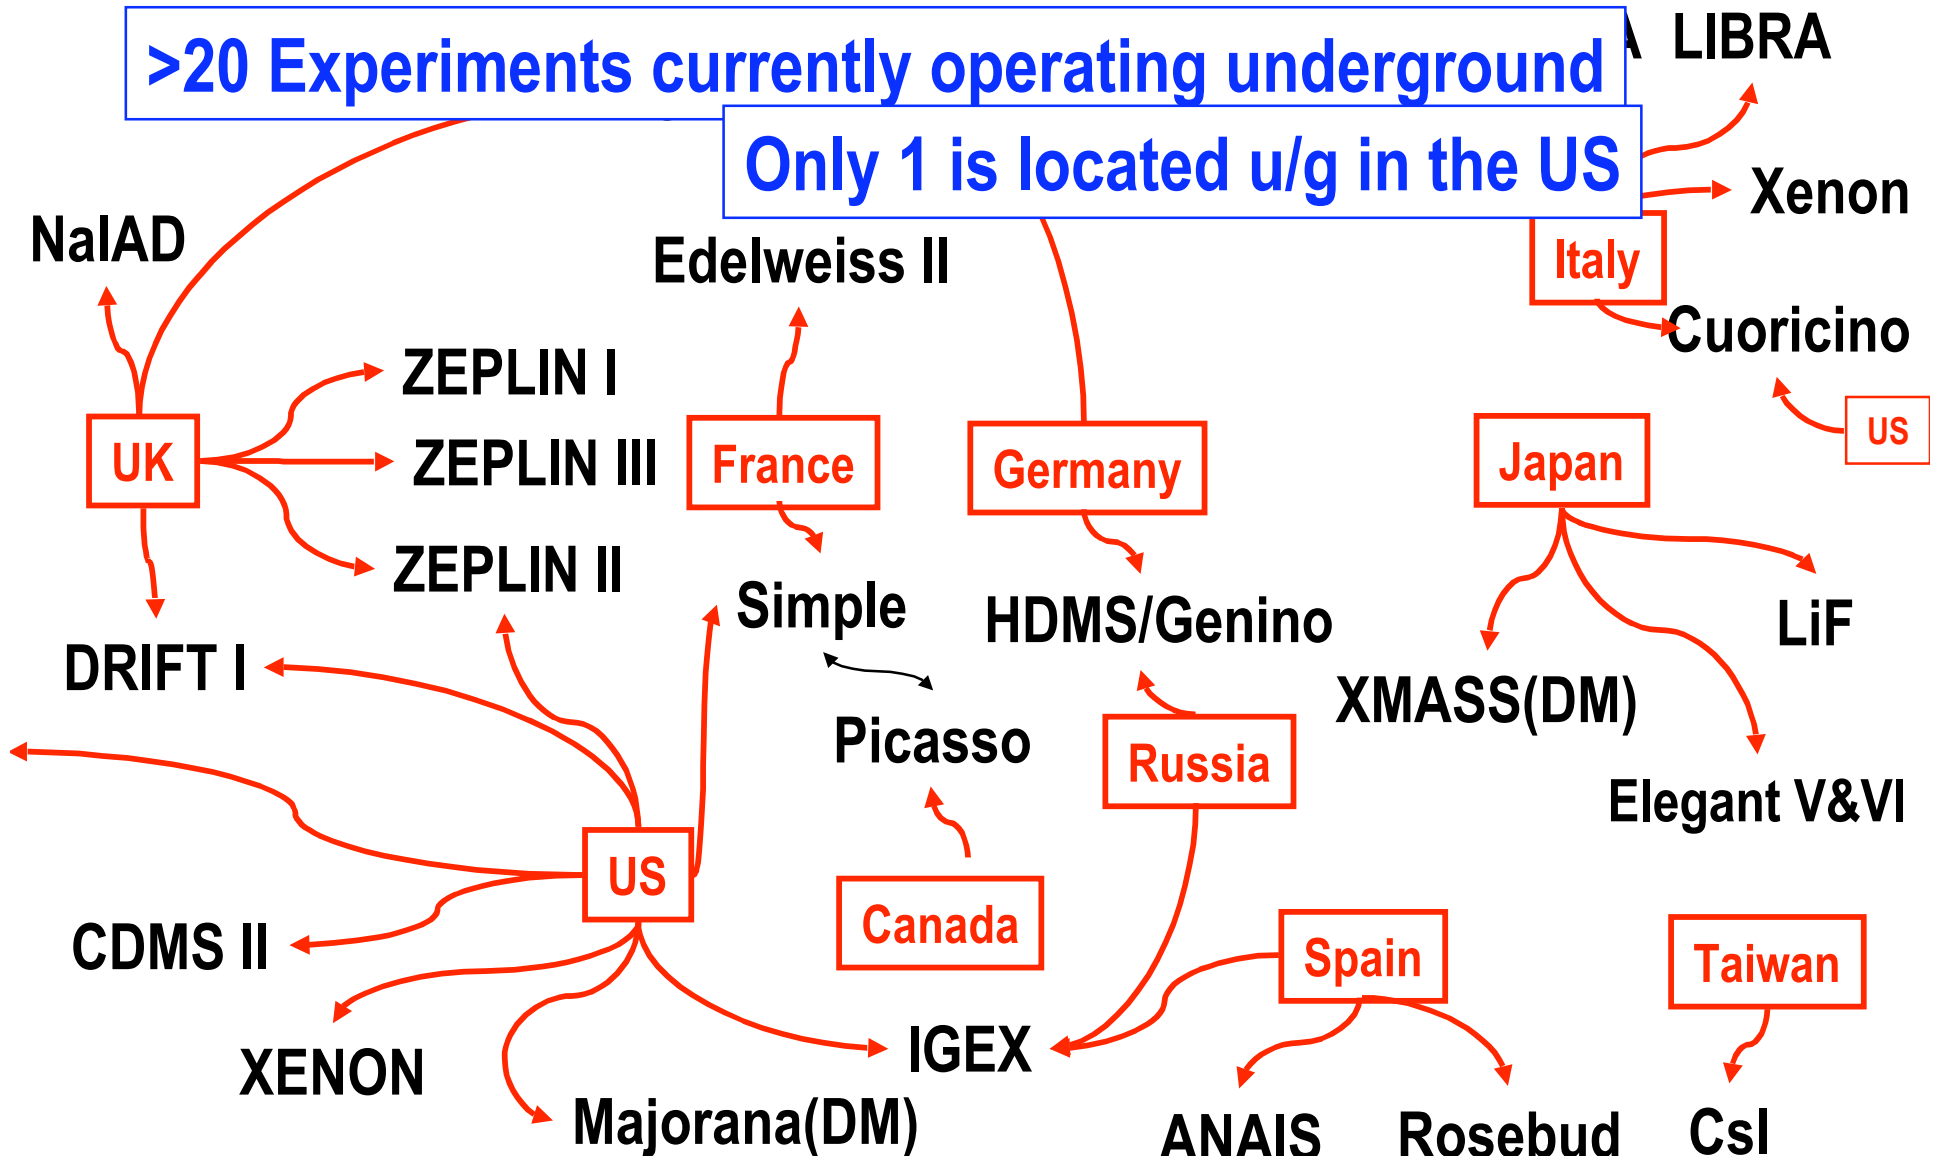 >20 Experiments currently operating underground
LIBRA
Only 1 is located u/g in the US
Xenon
NaIAD
Edelweiss II
Italy
Cuoricino
ZEPLIN I
US
UK
ZEPLIN III
France
Germany
Japan
ZEPLIN II
Simple
HDMS/Genino
LiF
DRIFT I
XMASS(DM)
Picasso
Russia
Elegant V&VI
US
Canada
CDMS II
Spain
Taiwan
XENON
IGEX
Majorana(DM)
ANAIS
Rosebud
CsI